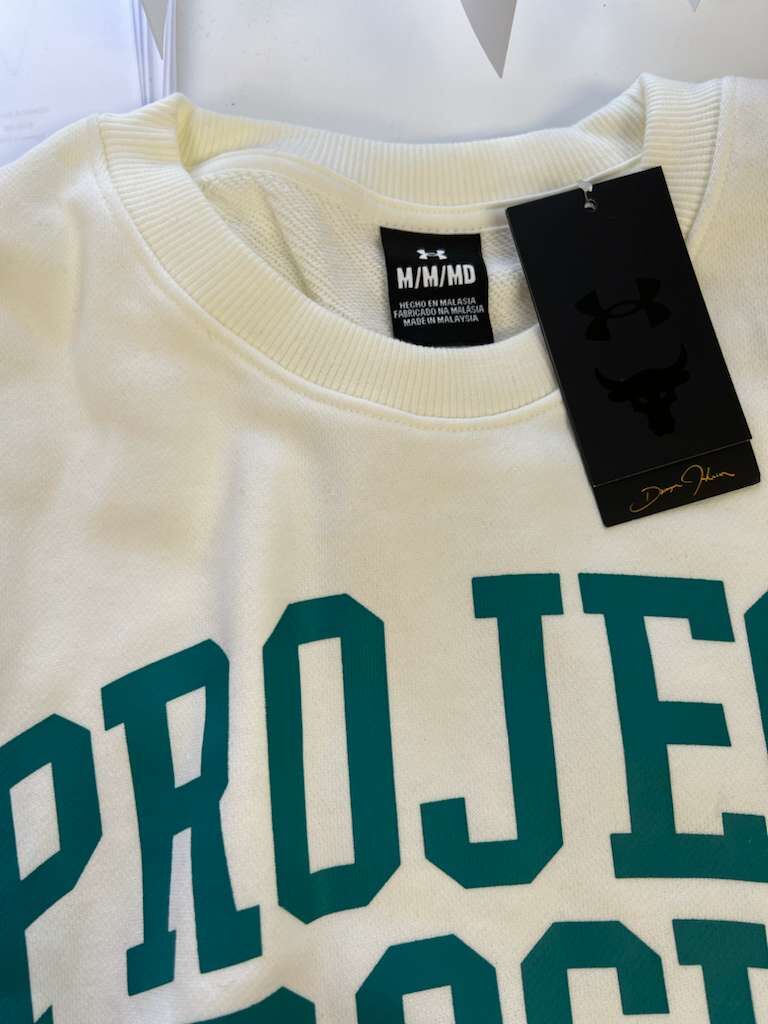 M/M/MD
HECHO EN MALASIA
FABRICADO NA MALÁSIA
MADE IN MALAYSIA
PROJEC